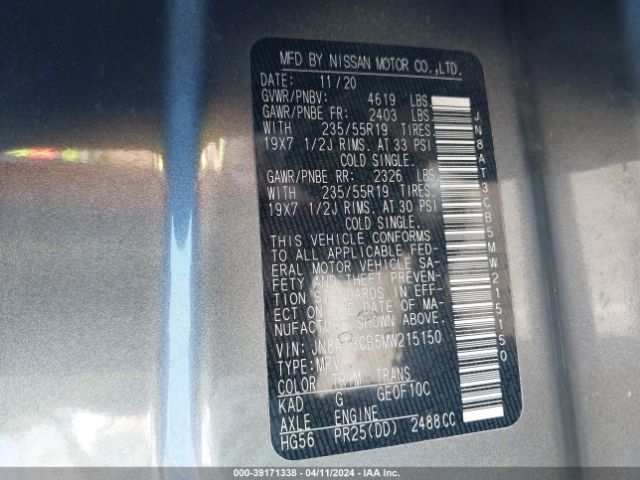 MFD BY NISSAN MOTOR CO.,LTD.
DATE: 11/20
GVWR/PNBV: 4619 LBS
GAWR/PNBE FR: 2403 LBS
WITH 235/55R19 TIRES.
19X7 1/2J RIMS. AT 33 PSI
COLD SINGLE.
GAWR/PNBE RR: 2326 LBS
WITH 235/55R19 TIRES.
19X7 1/2J RIMS. AT 30 PSI
COLD SINGLE.
THIS VEHICLE CONFORMS
TO ALL APPLICABLE FED-
ERAL MOTOR VEHICLE SA-
FETY AND THEFT PREVEN-
TION STANDARDS IN EFF-
ECT ON THE DATE OF MA-
NUFACTURE SHOWN ABOVE.
VIN: JN8AT3CB5MW215150
TYPE: MPV
COLOR TRIM TRANS
KAD G GE0F10C
AXLE ENGINE
HG56 PR25(DD) 2488CC
JN8AT3CB5MW215150
000-39171338 - 04/11/2024 - IAAI.COM